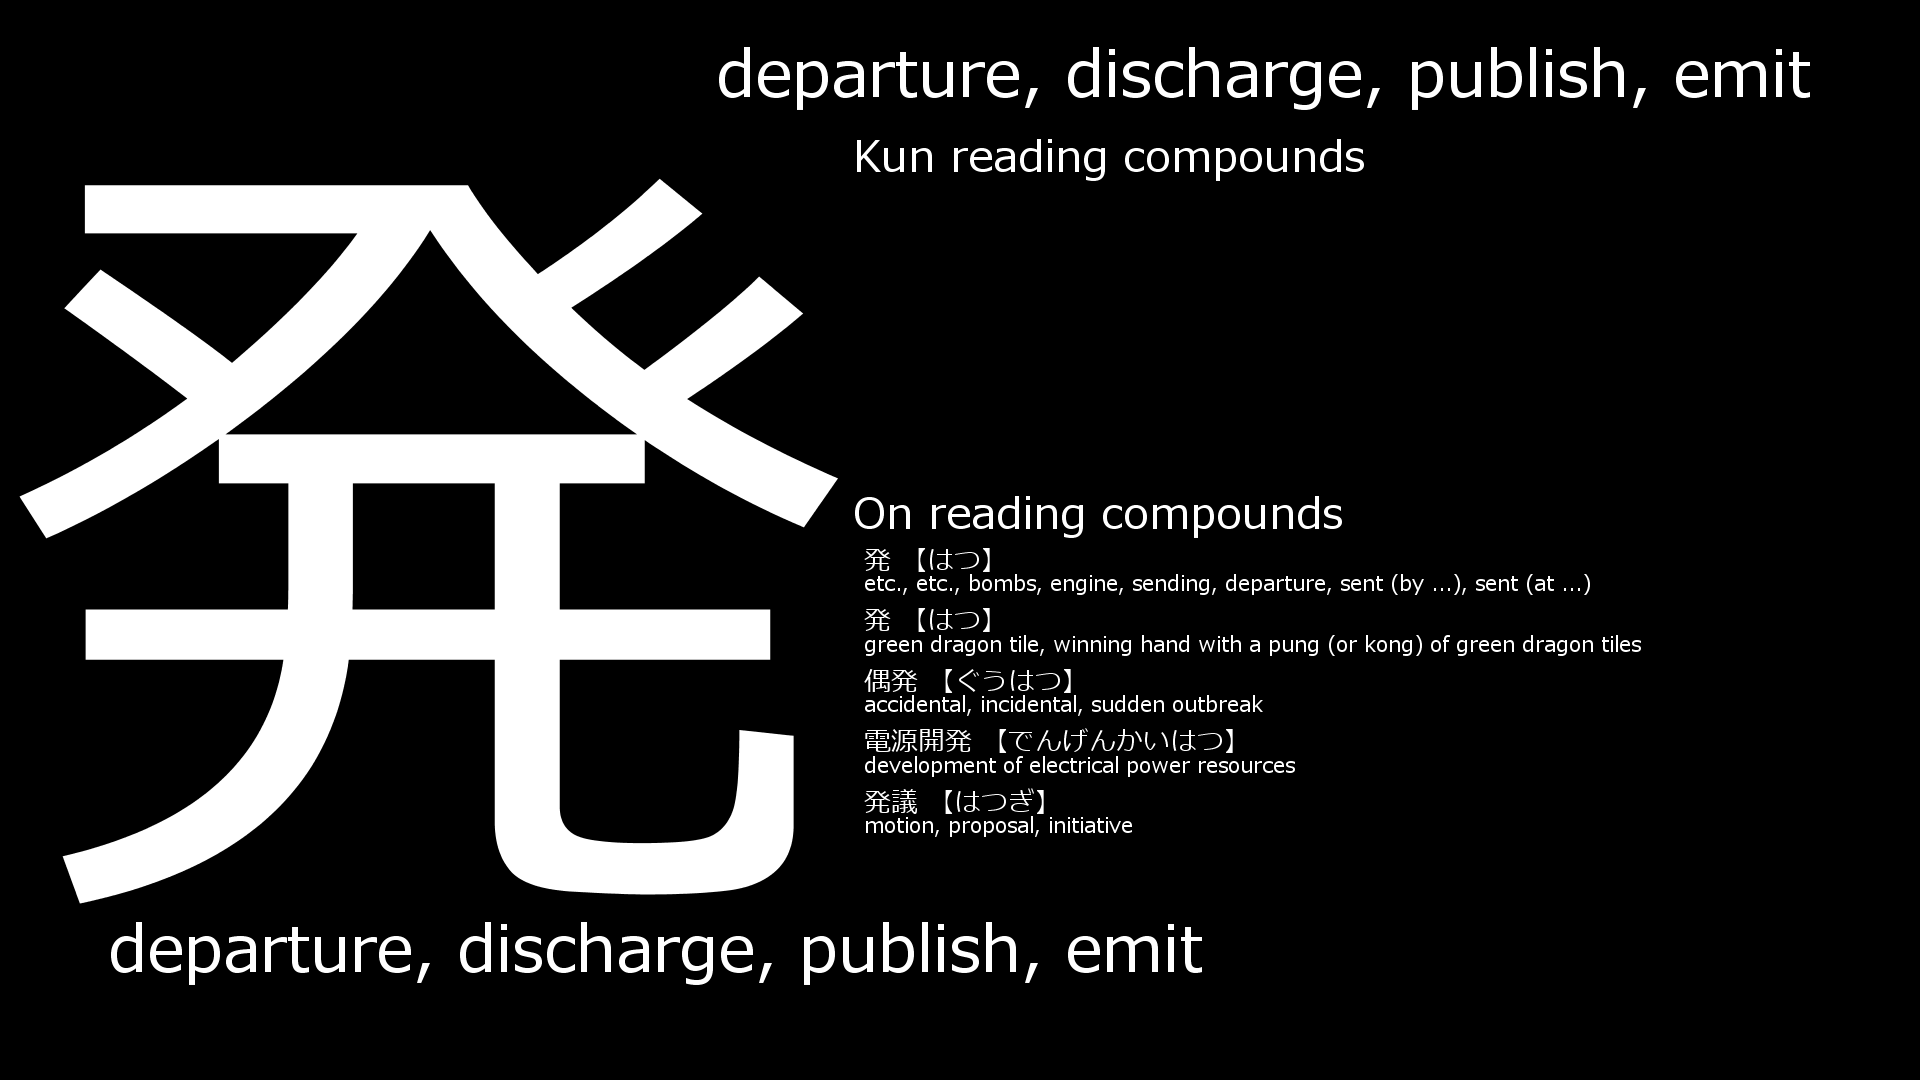 departure, discharge, publish, emit
Kun reading compounds
発
On reading compounds
発 【はつ】
etc., etc., bombs, engine, sending, departure, sent (by ...), sent (at ...)
発 【はつ】
green dragon tile, winning hand with a pung (or kong) of green dragon tiles
偶発 【ぐうはつ】
accidental, incidental, sudden outbreak
電源開発 【でんげんかいはつ】
development of electrical power resources
発議 【はつぎ】
motion, proposal, initiative
departure, discharge, publish, emit